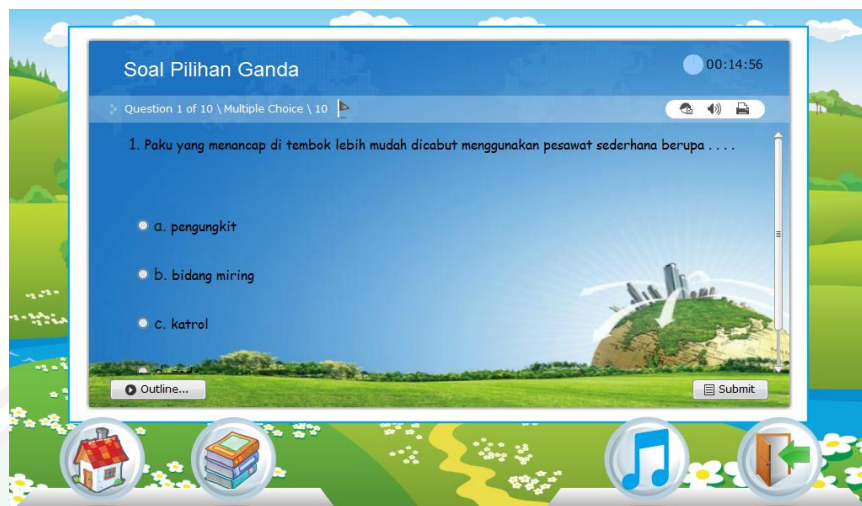 Soal Pilihan Ganda
00:14:56
Question 1 of 10 \ Multiple Choice \ 10
1. Paku yang menancap di tembok lebih mudah dicabut menggunakan pesawat sederhana berupa . . . .
a. pengungkit
b. bidang miring
c. katrol
Outline...
Submit